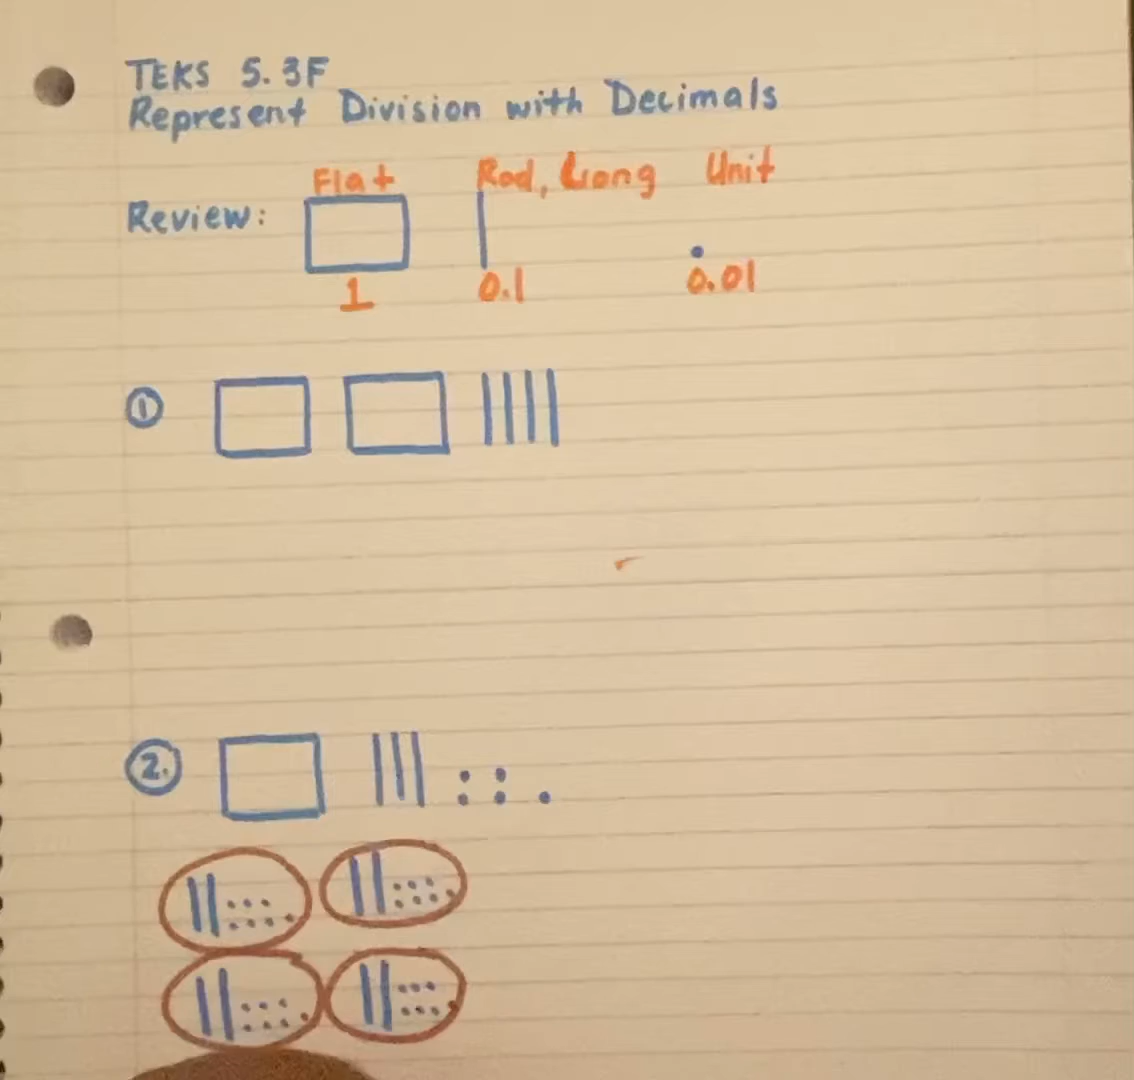 TEKS 5.3F
Represent Division with Decimals
Flat Rod, Long Unit
Review:
1 0.1 0.01
1
2.